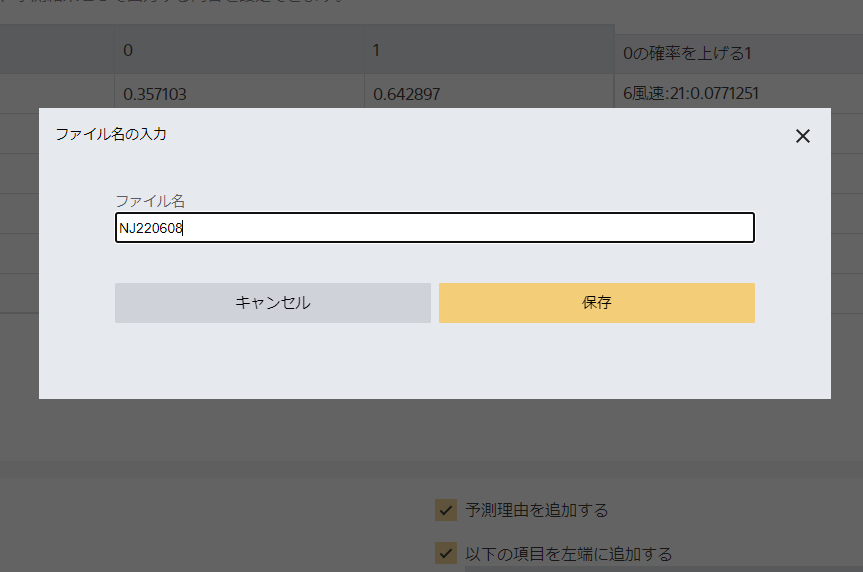 0
1
0の確率を上げる1
0.357103
0.642897
6風速:21:0.0771251
ファイル名の入力
ファイル名
NJ220608
キャンセル
保存
予測理由を追加する
以下の項目を左端に追加する